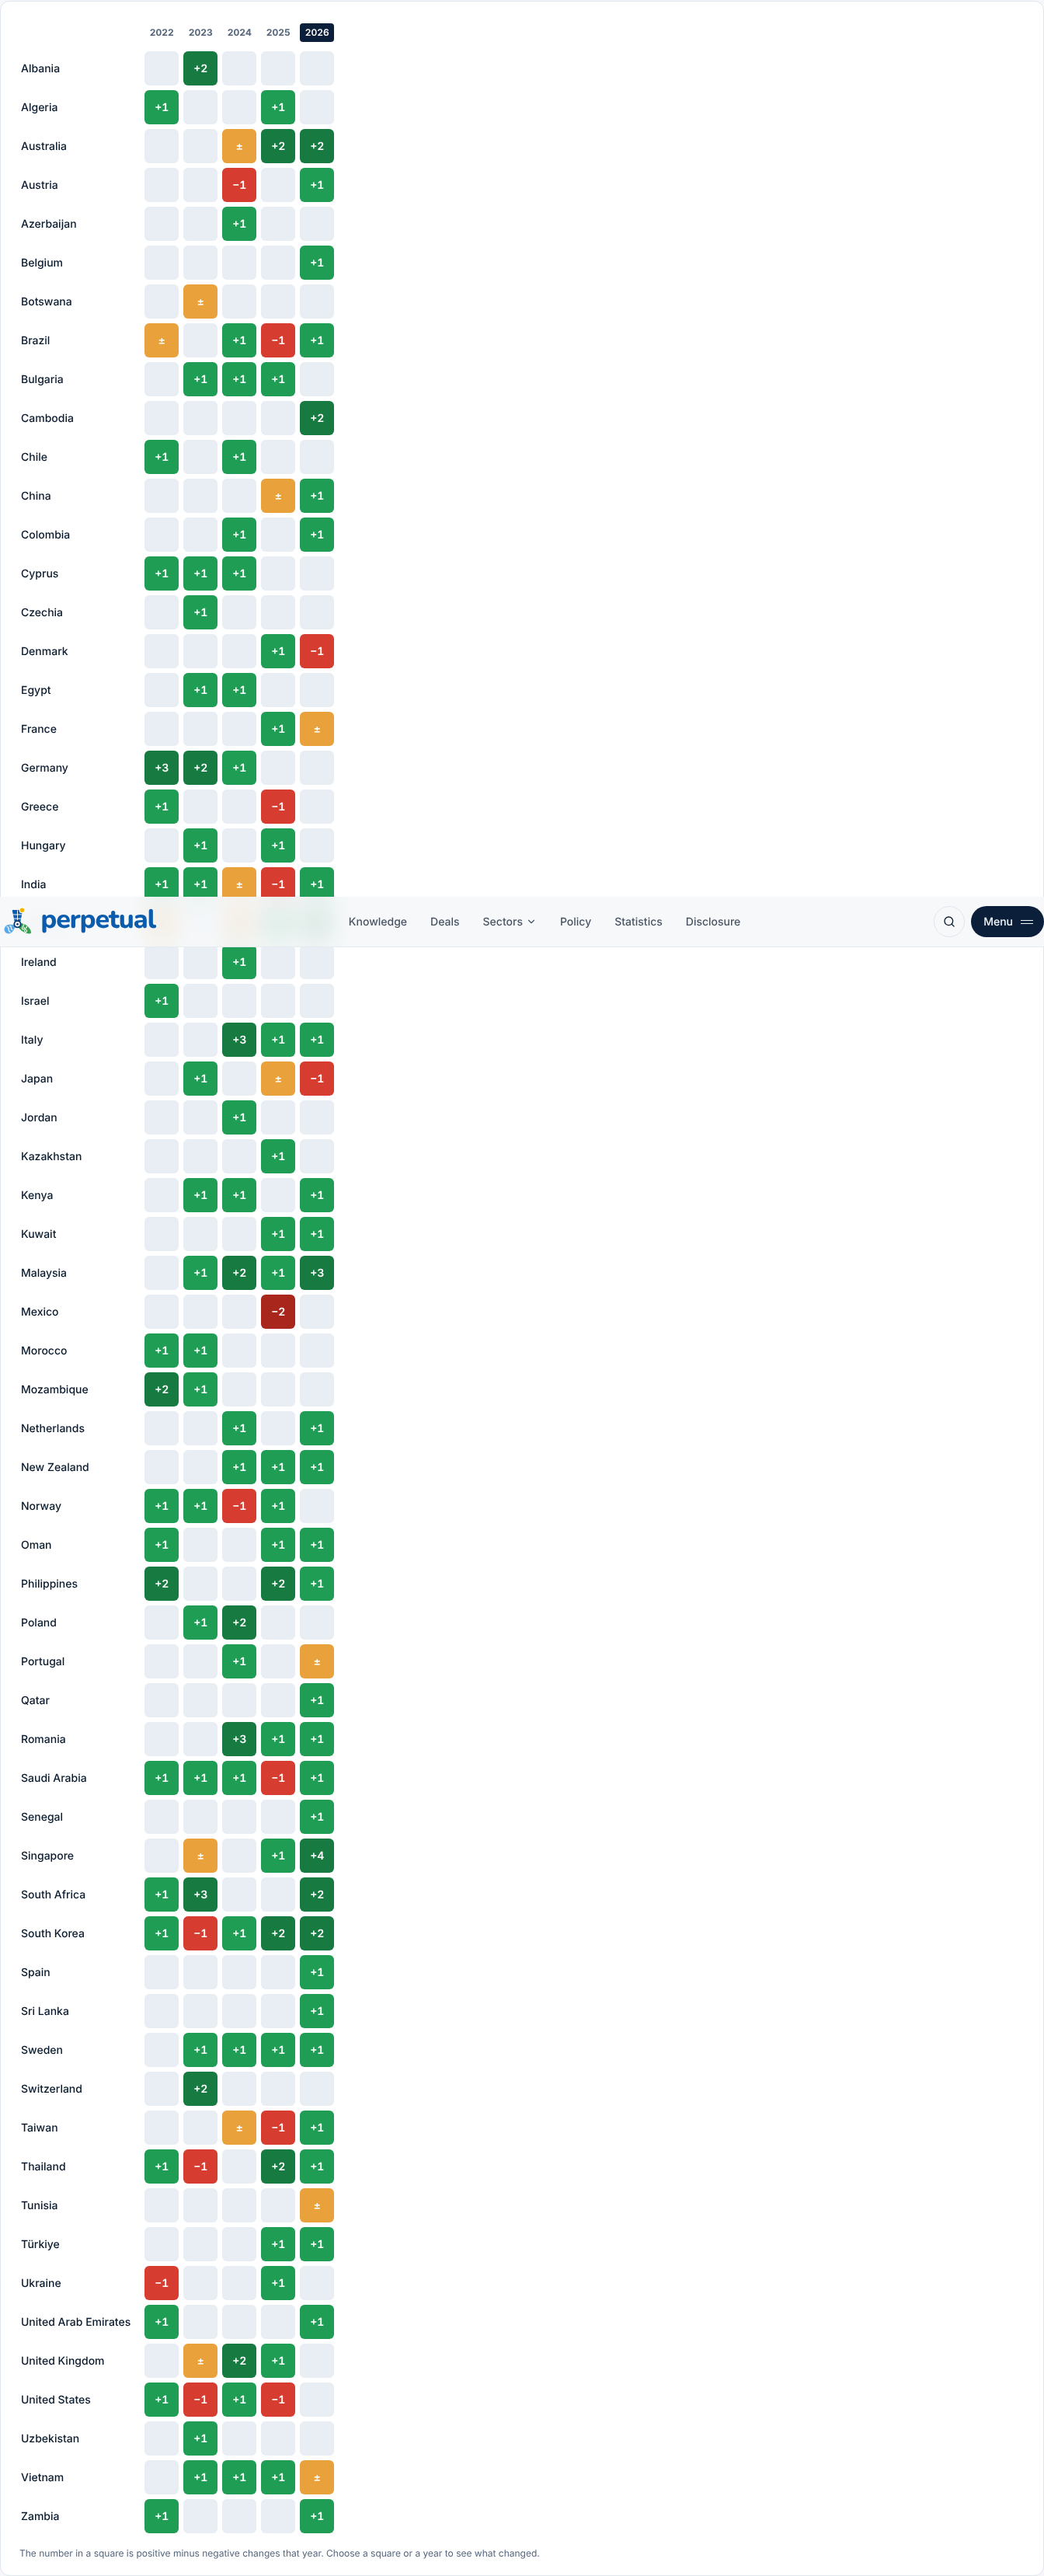 2022 2023 2024 2025 2026
Albania +2
Algeria +1 +1
Australia ± +2 +2
Austria −1 +1
Azerbaijan +1
Belgium +1
Botswana ±
Brazil ± +1 −1 +1
Bulgaria +1 +1 +1
Cambodia +2
Chile +1 +1
China ± +1
Colombia +1 +1
Cyprus +1 +1 +1
Czechia +1
Denmark +1 −1
Egypt +1 +1
France +1 ±
Germany +3 +2 +1
Greece +1 −1
Hungary +1 +1
India +1 +1 ± −1 +1
perpetual Knowledge Deals Sectors Policy Statistics Disclosure Menu
Ireland +1
Israel +1
Italy +3 +1 +1
Japan +1 ± −1
Jordan +1
Kazakhstan +1
Kenya +1 +1 +1
Kuwait +1 +1
Malaysia +1 +2 +1 +3
Mexico −2
Morocco +1 +1
Mozambique +2 +1
Netherlands +1 +1
New Zealand +1 +1 +1
Norway +1 +1 −1 +1
Oman +1 +1 +1
Philippines +2 +2 +1
Poland +1 +2
Portugal +1 ±
Qatar +1
Romania +3 +1 +1
Saudi Arabia +1 +1 +1 −1 +1
Senegal +1
Singapore ± +1 +4
South Africa +1 +3 +2
South Korea +1 −1 +1 +2 +2
Spain +1
Sri Lanka +1
Sweden +1 +1 +1 +1
Switzerland +2
Taiwan ± −1 +1
Thailand +1 −1 +2 +1
Tunisia ±
Türkiye +1 +1
Ukraine −1 +1
United Arab Emirates +1 +1
United Kingdom ± +2 +1
United States +1 −1 +1 −1
Uzbekistan +1
Vietnam +1 +1 +1 ±
Zambia +1 +1
The number in a square is positive minus negative changes that year. Choose a square or a year to see what changed.